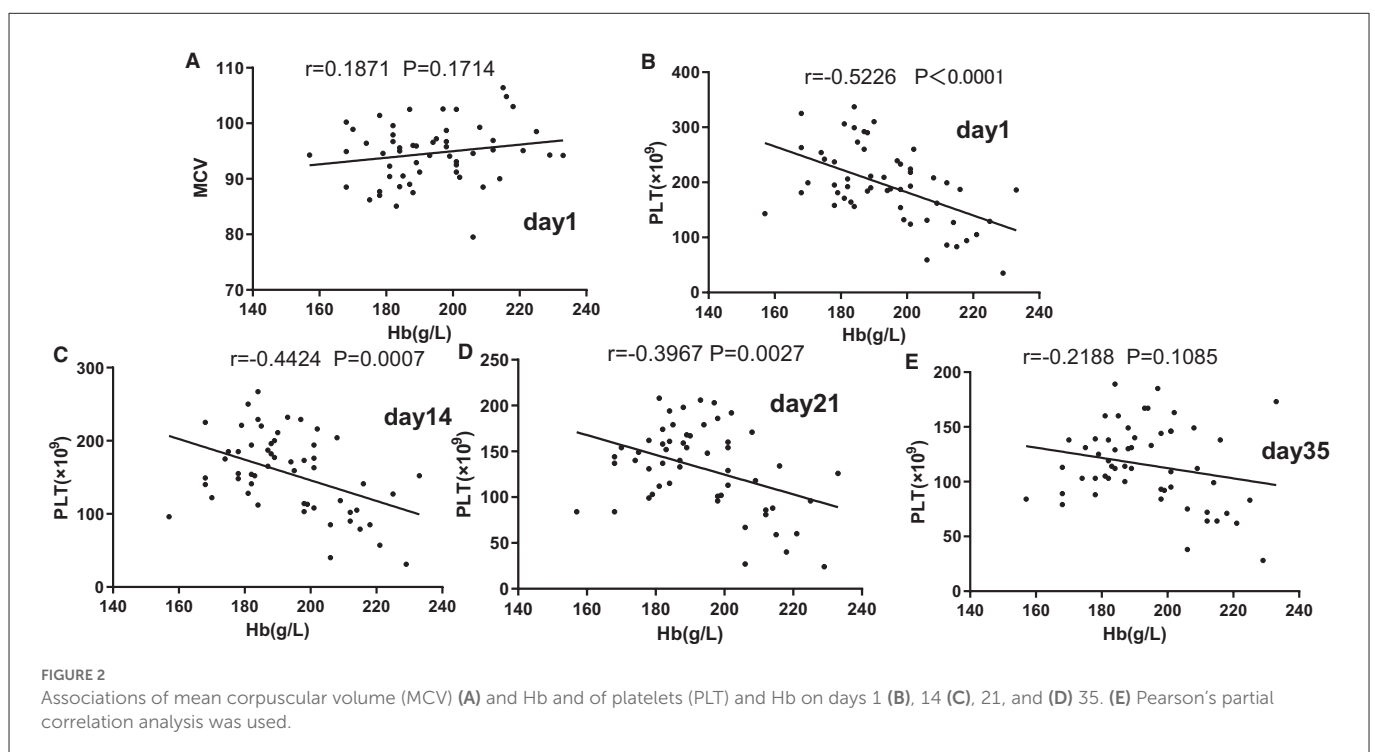 A
r=0.1871 P=0.1714
110
100
90
80
70
MCV
day1
140 160 180 200 220 240
Hb(g/L)
B
r=-0.5226 P<0.0001
400
300
200
100
0
PLT(×10⁹)
day1
140 160 180 200 220 240
Hb(g/L)
C
r=-0.4424 P=0.0007
300
200
100
0
PLT(×10⁹)
day14
140 160 180 200 220 240
Hb(g/L)
D
r=-0.3967 P=0.0027
250
200
150
100
50
0
PLT(×10⁹)
day21
140 160 180 200 220 240
Hb(g/L)
E
r=-0.2188 P=0.1085
200
150
100
50
0
PLT(×10⁹)
day35
140 160 180 200 220 240
Hb(g/L)
FIGURE 2
Associations of mean corpuscular volume (MCV) (A) and Hb and of platelets (PLT) and Hb on days 1 (B), 14 (C), 21, and (D) 35. (E) Pearson's partial
correlation analysis was used.